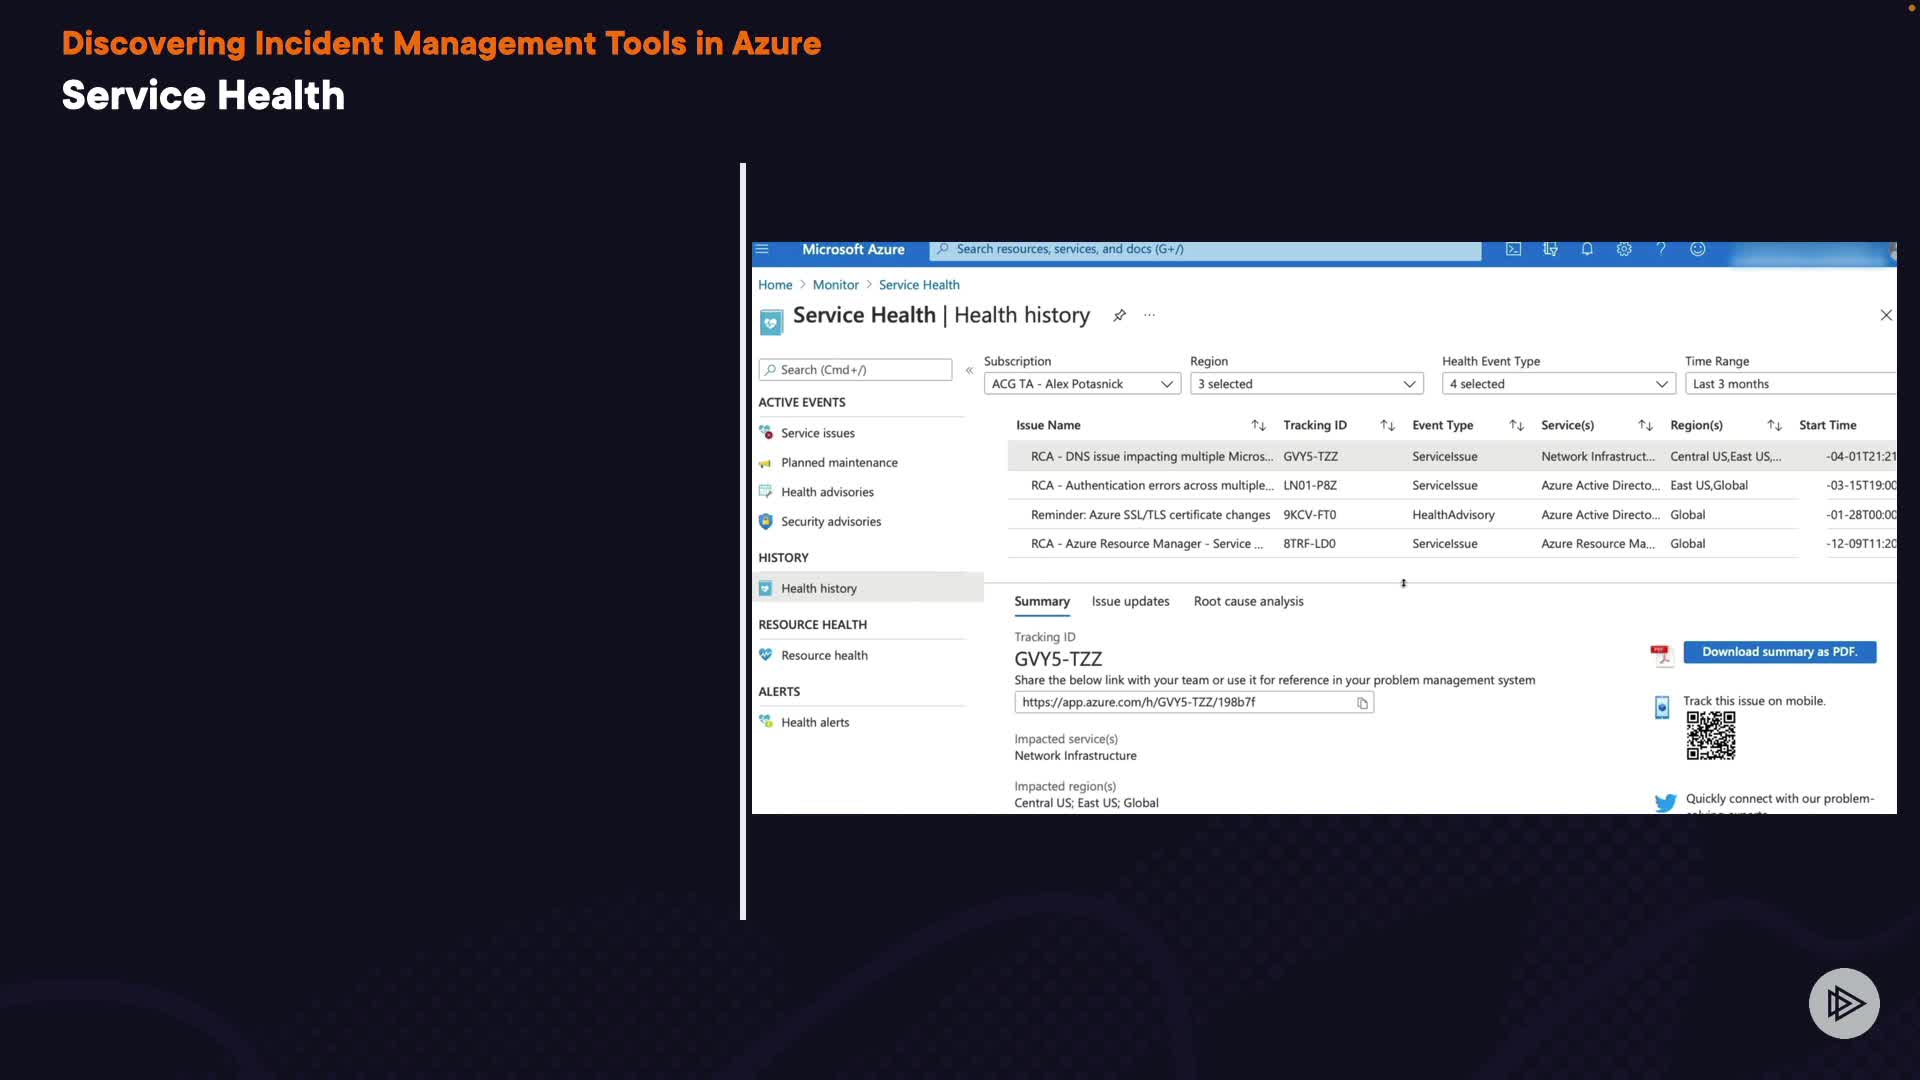 Discovering Incident Management Tools in Azure
Service Health
Microsoft Azure
Search resources, services, and docs (G+/)
Home > Monitor > Service Health
Service Health | Health history
Search (Cmd+/)
ACTIVE EVENTS
Service issues
Planned maintenance
Health advisories
Security advisories
HISTORY
Health history
RESOURCE HEALTH
Resource health
ALERTS
Health alerts
Subscription Region Health Event Type Time Range
ACG TA - Alex Potasnick 3 selected 4 selected Last 3 months
Issue Name Tracking ID Event Type Service(s) Region(s) Start Time
RCA - DNS issue impacting multiple Micros... GVY5-TZZ ServiceIssue Network Infrastruct... Central US,East US,... -04-01T21:21
RCA - Authentication errors across multiple... LN01-P8Z ServiceIssue Azure Active Directo... East US,Global -03-15T19:00
Reminder: Azure SSL/TLS certificate changes 9KCV-FT0 HealthAdvisory Azure Active Directo... Global -01-28T00:00
RCA - Azure Resource Manager - Service ... 8TRF-LD0 ServiceIssue Azure Resource Ma... Global -12-09T11:20
Summary Issue updates Root cause analysis
Tracking ID
GVY5-TZZ
Share the below link with your team or use it for reference in your problem management system
https://app.azure.com/h/GVY5-TZZ/198b7f
Impacted service(s)
Network Infrastructure
Impacted region(s)
Central US; East US; Global
Download summary as PDF.
Track this issue on mobile.
Quickly connect with our problem-